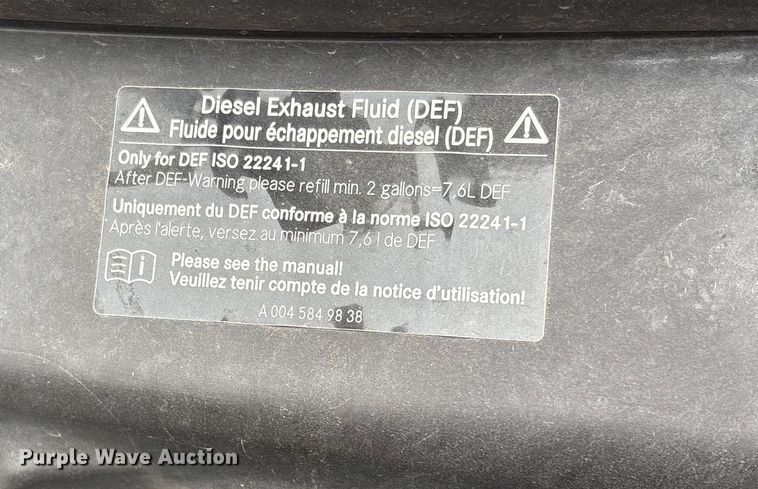 Diesel Exhaust Fluid (DEF)
Fluide pour échappement diesel (DEF)
Only for DEF ISO 22241-1
After DEF-Warning please refill min. 2 gallons=7,6L DEF
Uniquement du DEF conforme à la norme ISO 22241-1
Après l'alerte, versez au minimum 7,6 l de DEF
Please see the manual!
Veuillez tenir compte de la notice d'utilisation!
A 004 584 98 38
Purple Wave Auction